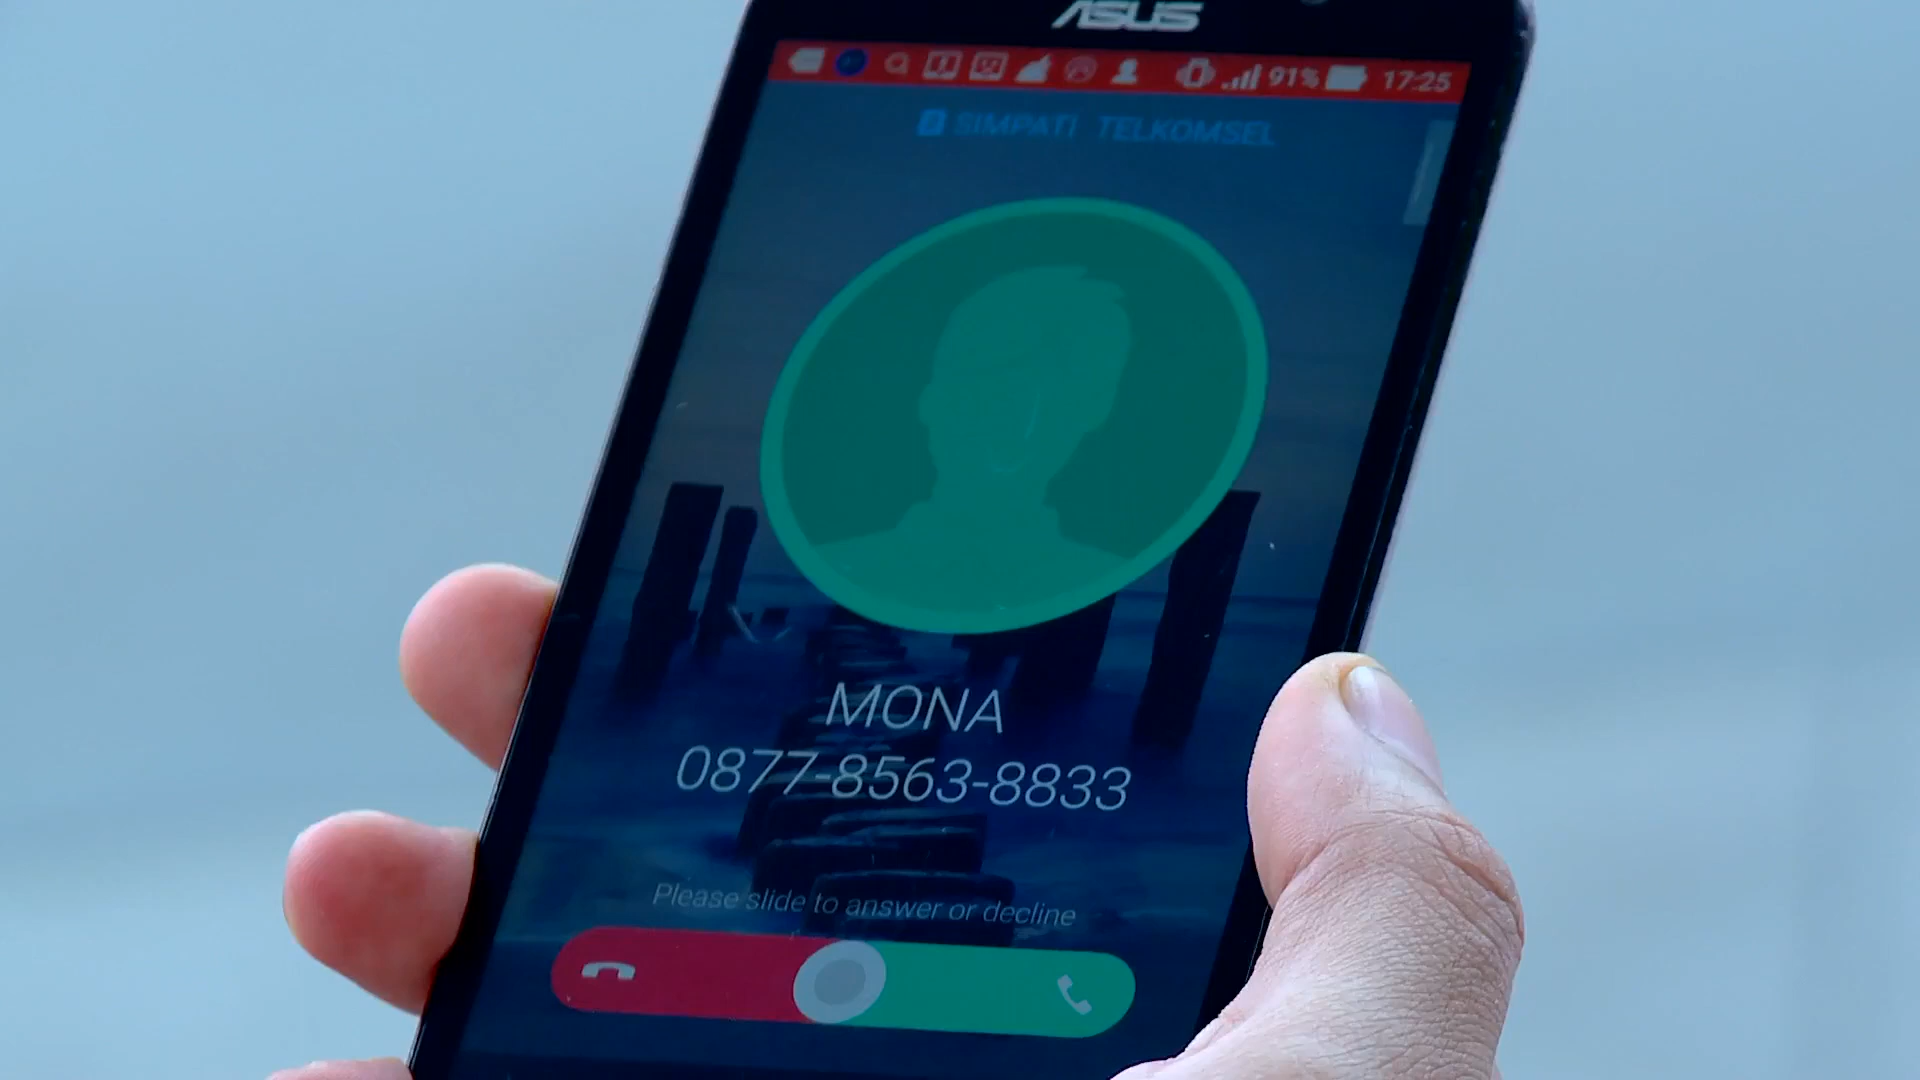 ASUS
91% 17:25
SIMPATI TELKOMSEL
MONA
0877-8563-8833
Please slide to answer or decline